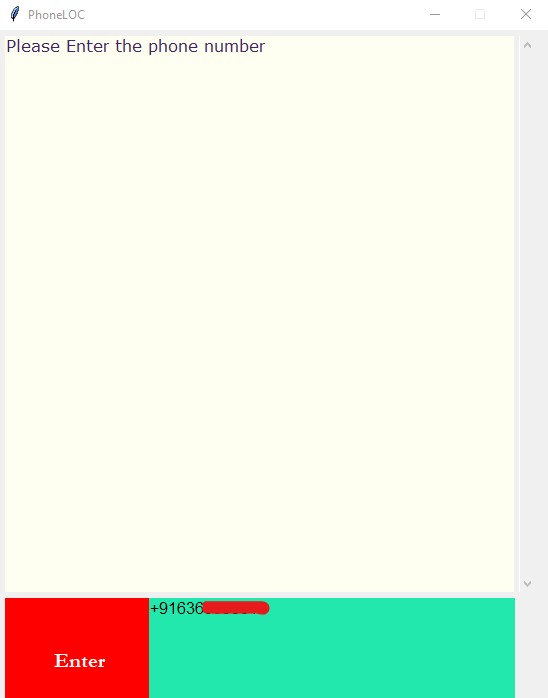 PhoneLOC
Please Enter the phone number
+91636
Enter